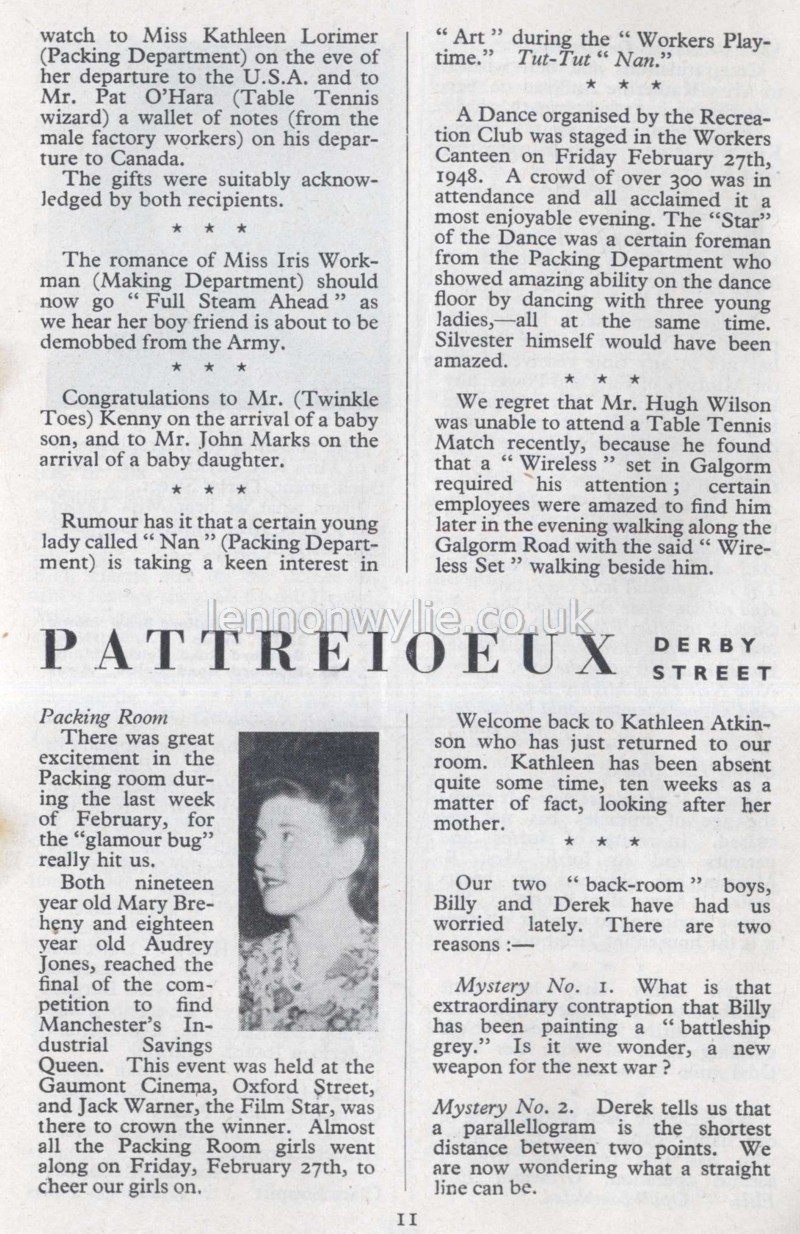 watch to Miss Kathleen Lorimer
(Packing Department) on the eve of
her departure to the U.S.A. and to
Mr. Pat O'Hara (Table Tennis
wizard) a wallet of notes (from the
male factory workers) on his depar-
ture to Canada.
The gifts were suitably acknow-
ledged by both recipients.
* * *
The romance of Miss Iris Work-
man (Making Department) should
now go " Full Steam Ahead " as
we hear her boy friend is about to be
demobbed from the Army.
* * *
Congratulations to Mr. (Twinkle
Toes) Kenny on the arrival of a baby
son, and to Mr. John Marks on the
arrival of a baby daughter.
* * *
Rumour has it that a certain young
lady called " Nan " (Packing Depart-
ment) is taking a keen interest in
" Art " during the " Workers Play-
time." Tut-Tut " Nan."
* * *
A Dance organised by the Recrea-
tion Club was staged in the Workers
Canteen on Friday February 27th,
1948. A crowd of over 300 was in
attendance and all acclaimed it a
most enjoyable evening. The "Star"
of the Dance was a certain foreman
from the Packing Department who
showed amazing ability on the dance
floor by dancing with three young
ladies,—all at the same time.
Silvester himself would have been
amazed.
* * *
We regret that Mr. Hugh Wilson
was unable to attend a Table Tennis
Match recently, because he found
that a " Wireless " set in Galgorm
required his attention ; certain
employees were amazed to find him
later in the evening walking along the
Galgorm Road with the said " Wire-
less Set " walking beside him.
lennonwylie.co.uk
PATTREIOEUX DERBY
STREET
Packing Room
There was great
excitement in the
Packing room dur-
ing the last week
of February, for
the "glamour bug"
really hit us.
Both nineteen
year old Mary Bre-
heny and eighteen
year old Audrey
Jones, reached the
final of the com-
petition to find
Manchester's In-
dustrial Savings
Queen. This event was held at the
Gaumont Cinema, Oxford Street,
and Jack Warner, the Film Star, was
there to crown the winner. Almost
all the Packing Room girls went
along on Friday, February 27th, to
cheer our girls on.
Welcome back to Kathleen Atkin-
son who has just returned to our
room. Kathleen has been absent
quite some time, ten weeks as a
matter of fact, looking after her
mother.
* * *
Our two " back-room " boys,
Billy and Derek have had us
worried lately. There are two
reasons :—
Mystery No. 1. What is that
extraordinary contraption that Billy
has been painting a " battleship
grey." Is it we wonder, a new
weapon for the next war ?
Mystery No. 2. Derek tells us that
a parallellogram is the shortest
distance between two points. We
are now wondering what a straight
line can be.
11